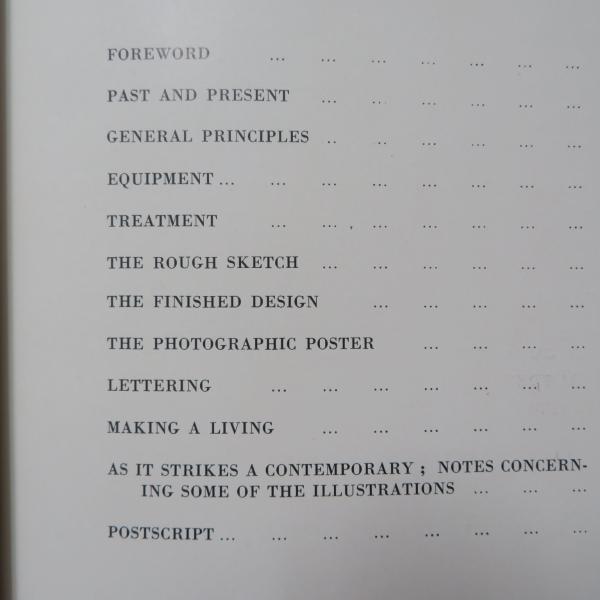 FOREWORD ... ... ... ... ... ... ...
PAST AND PRESENT ... ... ... ... ... ...
GENERAL PRINCIPLES .. .. ... ... ... ...
EQUIPMENT ... ... ... ... ... ... ... ...
TREATMENT ... ... ... ... ... ... ...
THE ROUGH SKETCH ... ... ... ... ... ...
THE FINISHED DESIGN ... ... ... ... ...
THE PHOTOGRAPHIC POSTER ... ... ... ...
LETTERING ... ... ... ... ... ... ...
MAKING A LIVING ... ... ... ... ... ...
AS IT STRIKES A CONTEMPORARY ; NOTES CONCERN-
ING SOME OF THE ILLUSTRATIONS ... ... ...
POSTSCRIPT ... ... ... ... ... ... ... ...